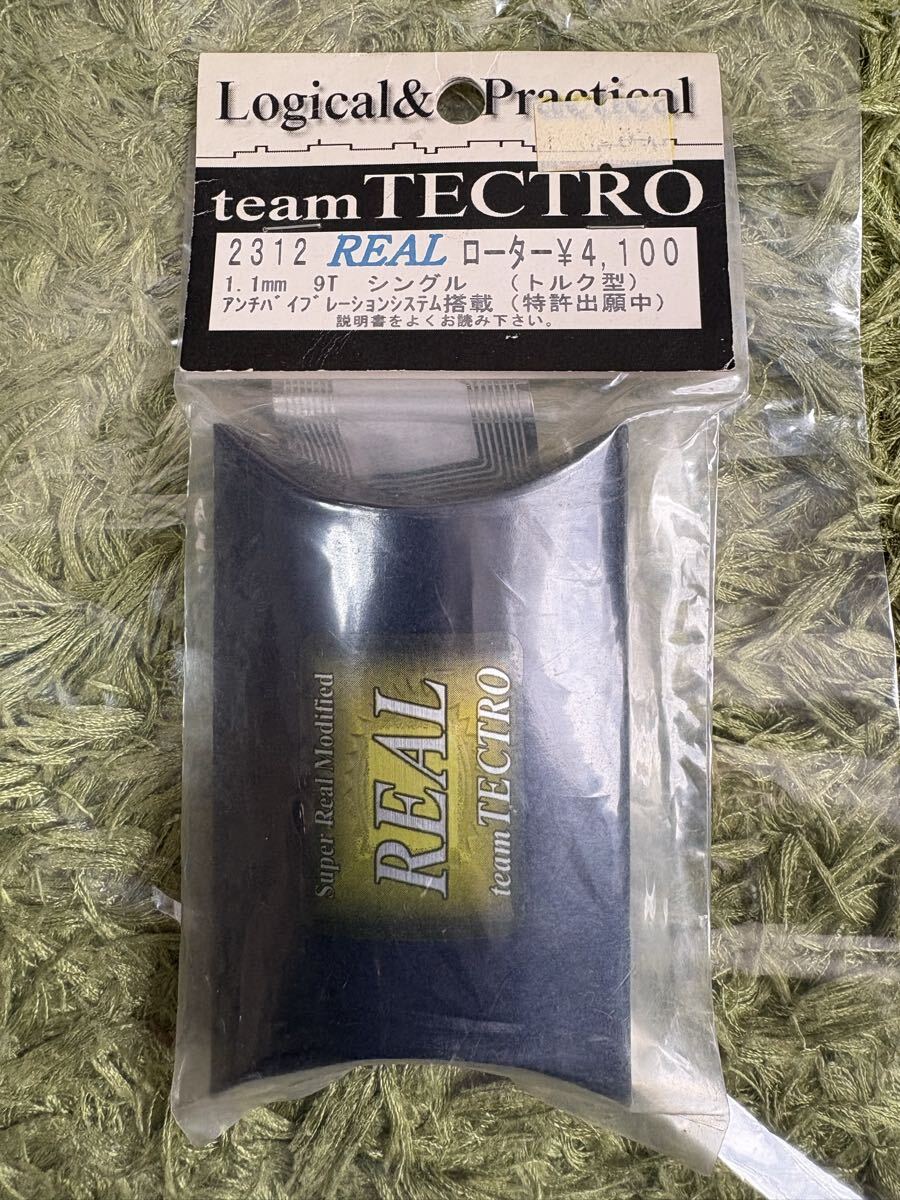 Logical& Practical
team TECTRO
2312 REAL ローター¥4,100
1.1mm 9T シングル (トルク型)
アンチバイブレーションシステム搭載(特許出願中)
説明書をよくお読み下さい。
Super Real Modified
REAL
team TECTRO